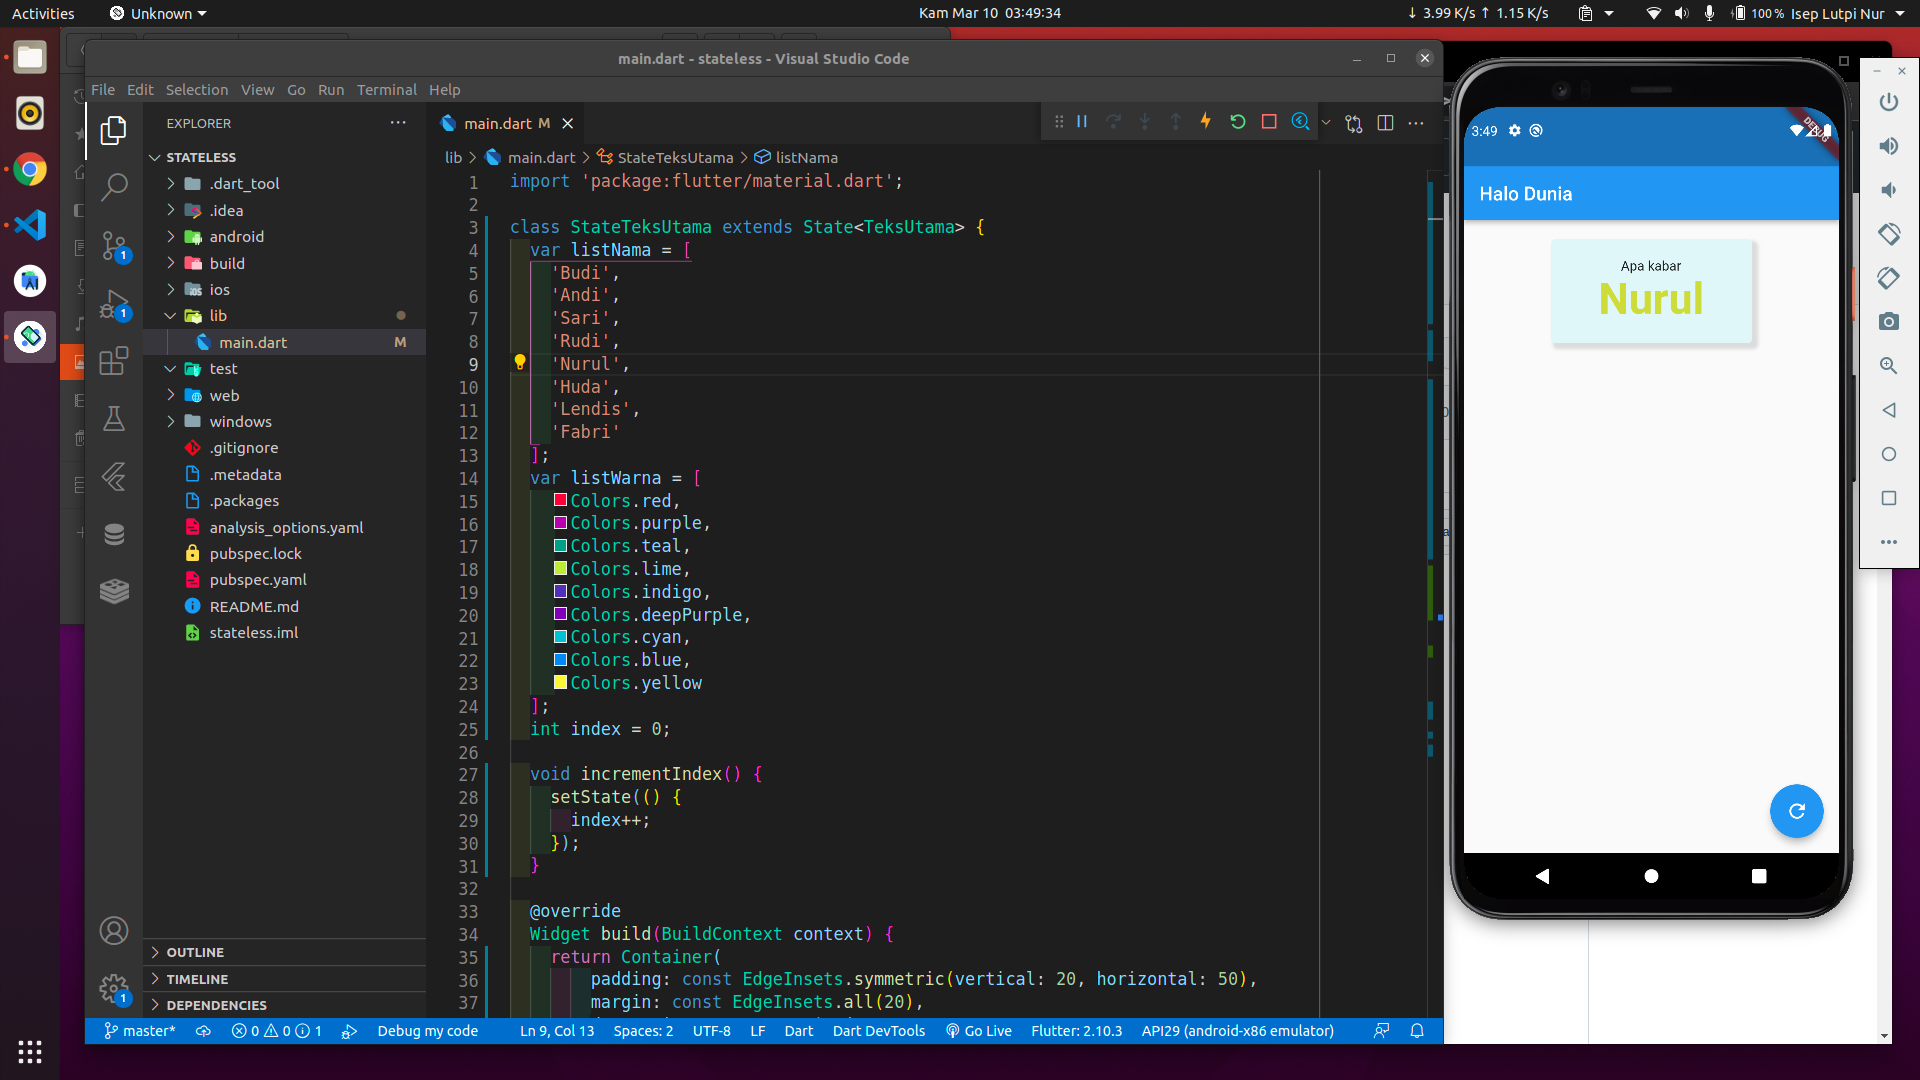 Activities
Unknown
Kam Mar 10 03:49:34
↓ 3.99 K/s ↑ 1.15 K/s
100 %
Isep Lutpi Nur
main.dart - stateless - Visual Studio Code
File Edit Selection View Go Run Terminal Help
EXPLORER
STATELESS
.dart_tool
.idea
android
build
ios
lib
main.dart M
test
web
windows
.gitignore
.metadata
.packages
analysis_options.yaml
pubspec.lock
pubspec.yaml
README.md
stateless.iml
OUTLINE
TIMELINE
DEPENDENCIES
1
1
1
main.dart M
lib > main.dart > StateTeksUtama > listNama
1 import 'package:flutter/material.dart';
2
3 class StateTeksUtama extends State<TeksUtama> {
4 var listNama = [
5 'Budi',
6 'Andi',
7 'Sari',
8 'Rudi',
9 'Nurul',
10 'Huda',
11 'Lendis',
12 'Fabri'
13 ];
14 var listWarna = [
15 Colors.red,
16 Colors.purple,
17 Colors.teal,
18 Colors.lime,
19 Colors.indigo,
20 Colors.deepPurple,
21 Colors.cyan,
22 Colors.blue,
23 Colors.yellow
24 ];
25 int index = 0;
26
27 void incrementIndex() {
28 setState(() {
29 index++;
30 });
31 }
32
33 @override
34 Widget build(BuildContext context) {
35 return Container(
36 padding: const EdgeInsets.symmetric(vertical: 20, horizontal: 50),
37 margin: const EdgeInsets.all(20),
master* 0 0 1 Debug my code Ln 9, Col 13 Spaces: 2 UTF-8 LF Dart Dart DevTools Go Live Flutter: 2.10.3 API29 (android-x86 emulator)
3:49
DEBUG
Halo Dunia
Apa kabar
Nurul